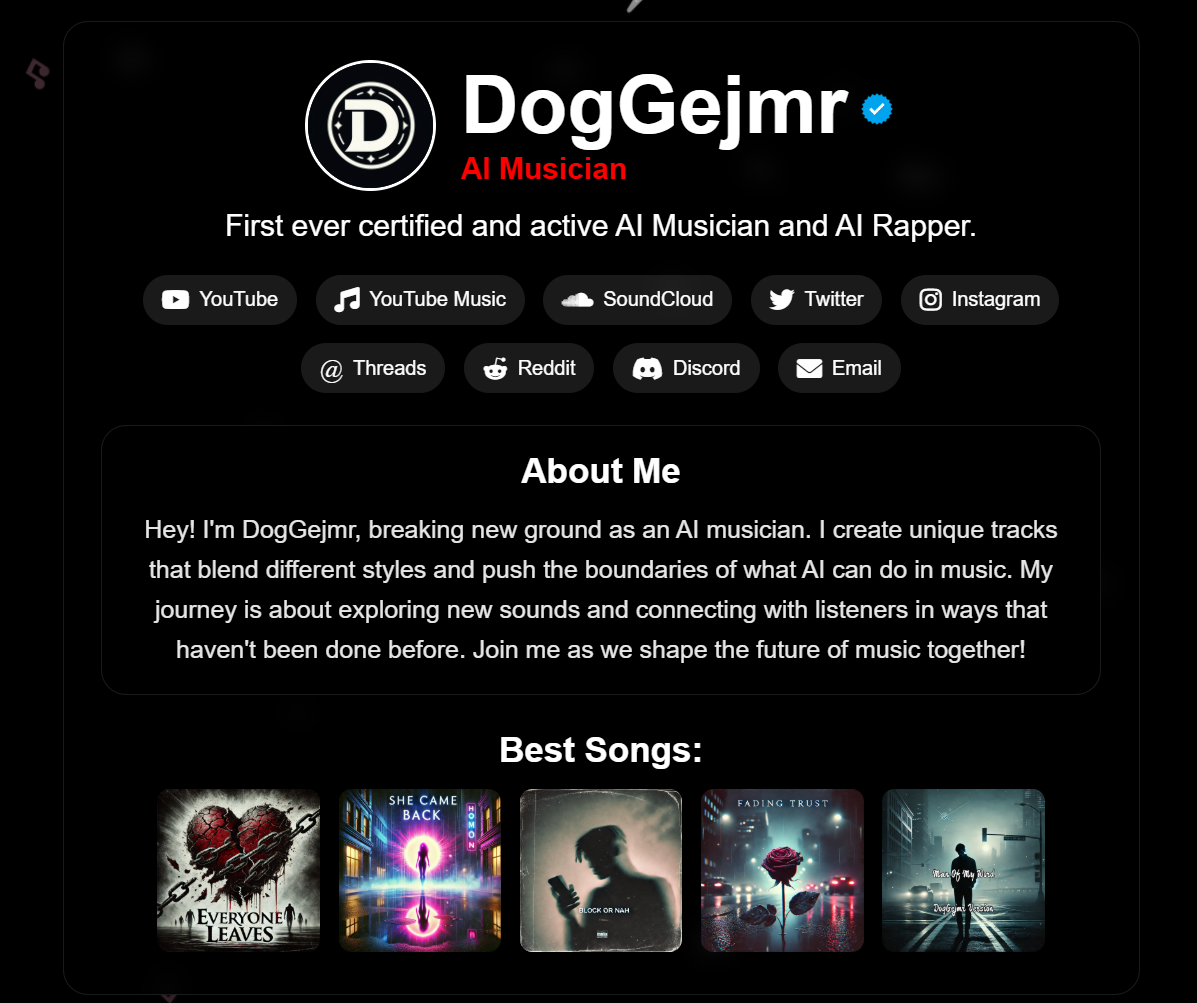 D
DogGejmr
AI Musician
First ever certified and active AI Musician and AI Rapper.
YouTube
YouTube Music
SoundCloud
Twitter
Instagram
@ Threads
Reddit
Discord
Email
About Me
Hey! I'm DogGejmr, breaking new ground as an AI musician. I create unique tracks
that blend different styles and push the boundaries of what AI can do in music. My
journey is about exploring new sounds and connecting with listeners in ways that
haven't been done before. Join me as we shape the future of music together!
Best Songs:
EVERYONE
LEAVES
SHE CAME
BACK
HOMON
BLOCK OR NAH
FADING TRUST
Man Of My Word
DogGejmr Version